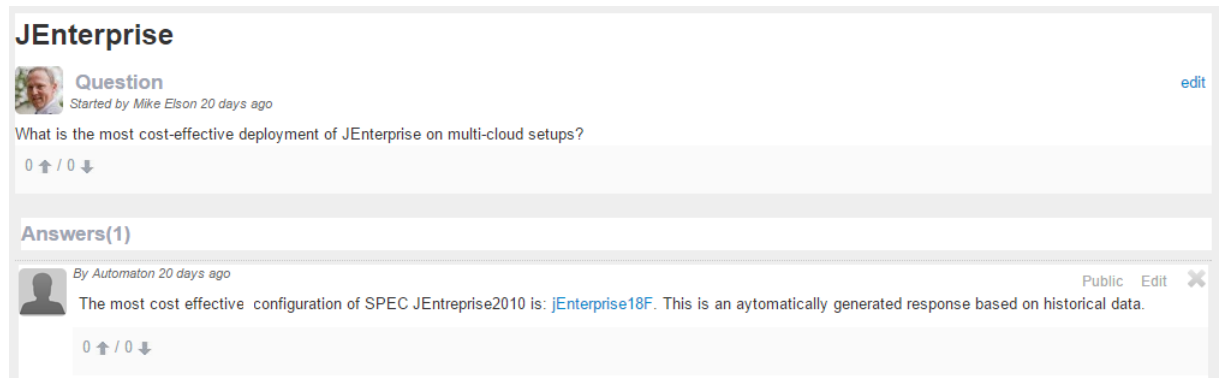 JEnterprise
Question
edit
Started by Mike Elson 20 days ago
What is the most cost-effective deployment of JEnterprise on multi-cloud setups?
0 / 0
Answers(1)
By Automaton 20 days ago
Public Edit
The most cost effective configuration of SPEC JEntreprise2010 is: jEnterprise18F. This is an aytomatically generated response based on historical data.
0 / 0